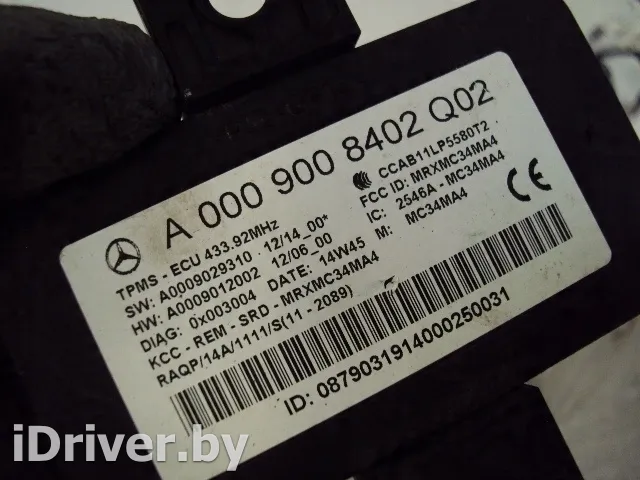 A 000 900 8402 Q02
TPMS - ECU 433.92MHz
SW: A0009029310 12/14_00*
HW: A0009012002 12/06_00
DIAG: 0x003004 DATE: 14W45
KCC - REM - SRD - MRXMC34MA4
RAQP/14A/1111/S(11 - 2089)
CCAB11LP5580T2
FCC ID: MRXMC34MA4
IC: 2546A - MC34MA4
M: MC34MA4
CE
ID: 0879031914000250031
iDriver.by